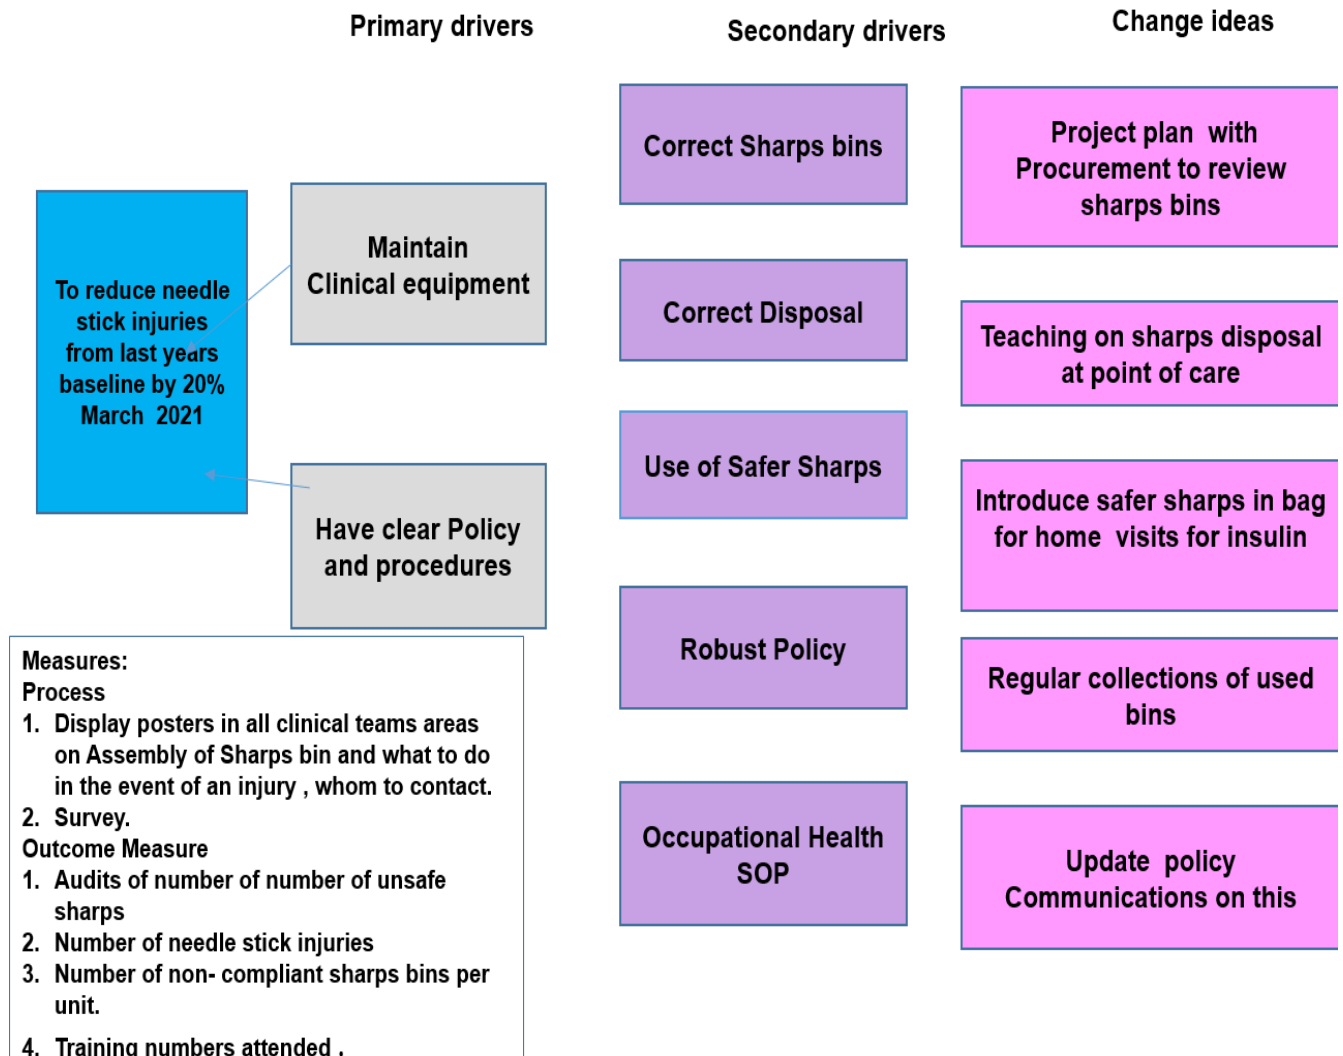 Primary drivers
Secondary drivers
Change ideas
To reduce needle
stick injuries
from last years
baseline by 20%
March 2021
Maintain
Clinical equipment
Have clear Policy
and procedures
Correct Sharps bins
Correct Disposal
Use of Safer Sharps
Robust Policy
Occupational Health
SOP
Project plan with
Procurement to review
sharps bins
Teaching on sharps disposal
at point of care
Introduce safer sharps in bag
for home visits for insulin
Regular collections of used
bins
Update policy
Communications on this
Measures:
Process
1. Display posters in all clinical teams areas
on Assembly of Sharps bin and what to do
in the event of an injury , whom to contact.
2. Survey.
Outcome Measure
1. Audits of number of number of unsafe
sharps
2. Number of needle stick injuries
3. Number of non- compliant sharps bins per
unit.
4. Training numbers attended .